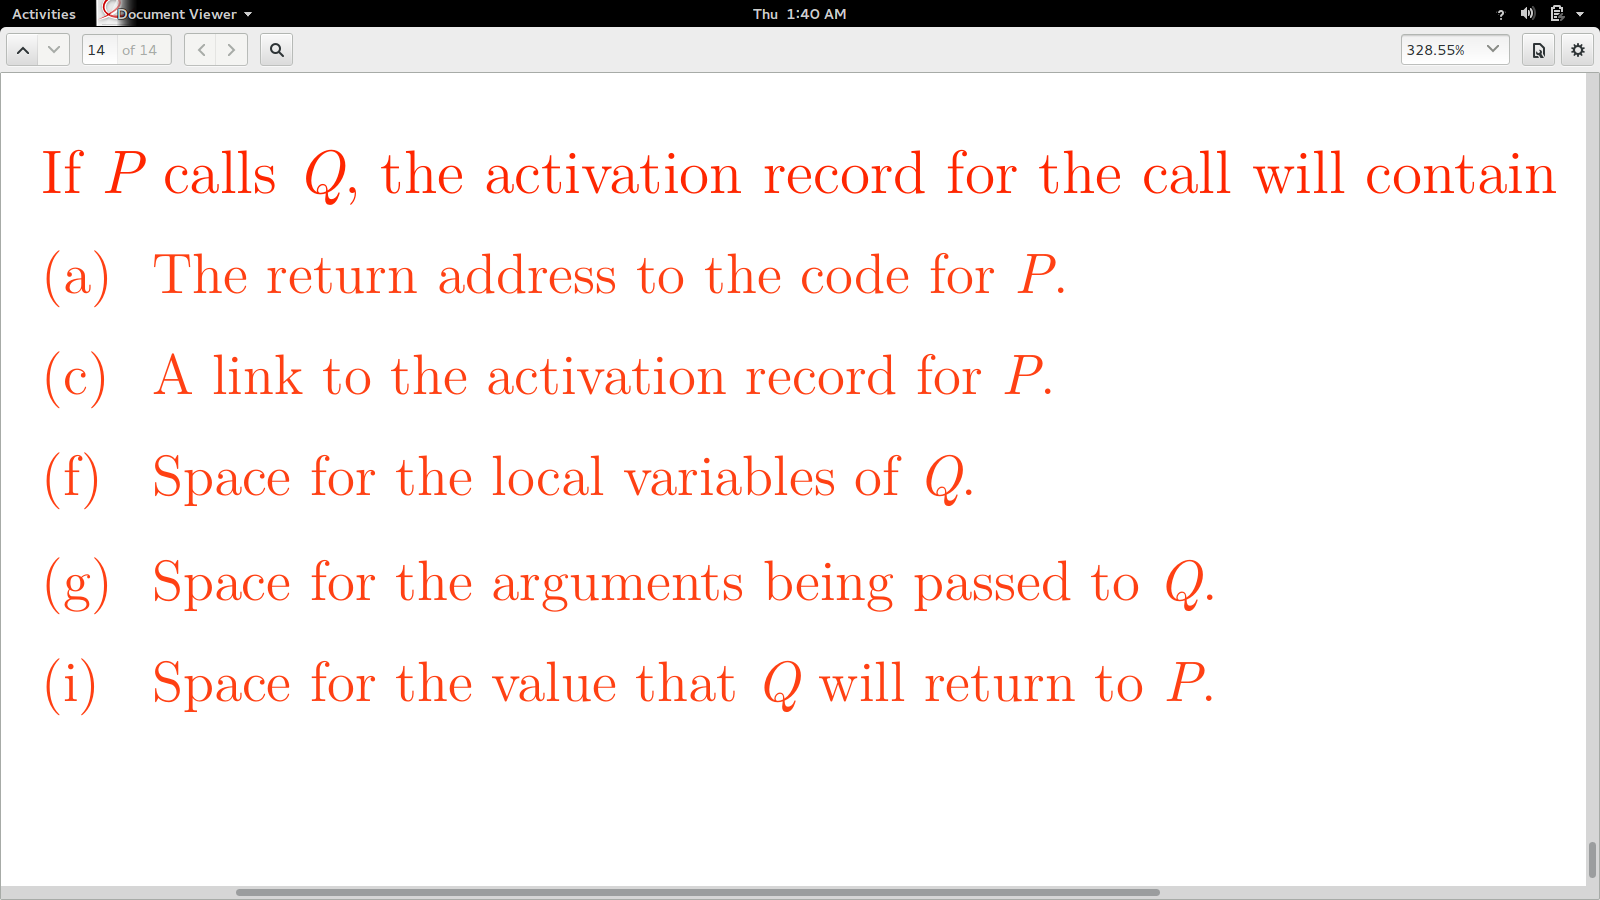 Activities Document Viewer Thu 1:40 AM ?
14 of 14 328.55%
If P calls Q, the activation record for the call will contain
(a) The return address to the code for P.
(c) A link to the activation record for P.
(f) Space for the local variables of Q.
(g) Space for the arguments being passed to Q.
(i) Space for the value that Q will return to P.